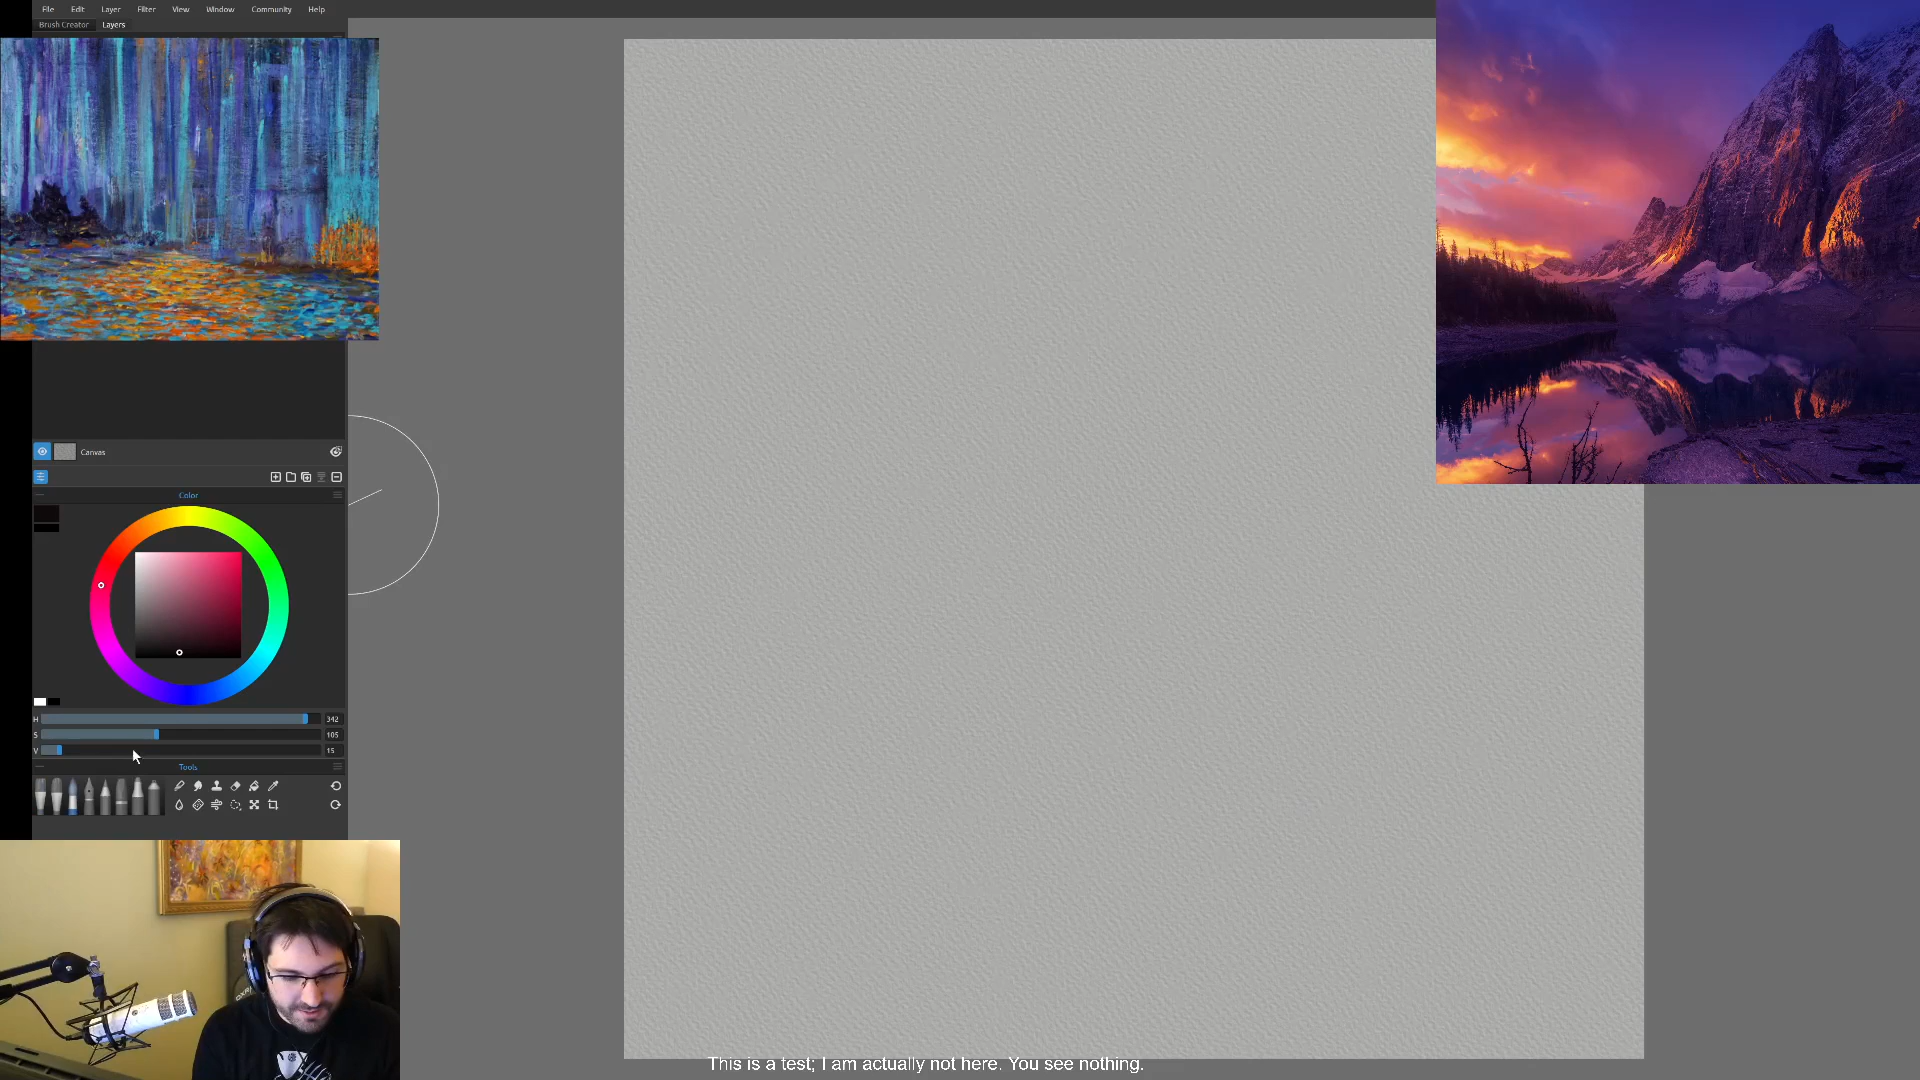 File Edit Layer Filter View Window Community Help
Brush Creator Layers
Canvas
Color
H 342
S 105
V 15
Tools
This is a test; I am actually not here. You see nothing.